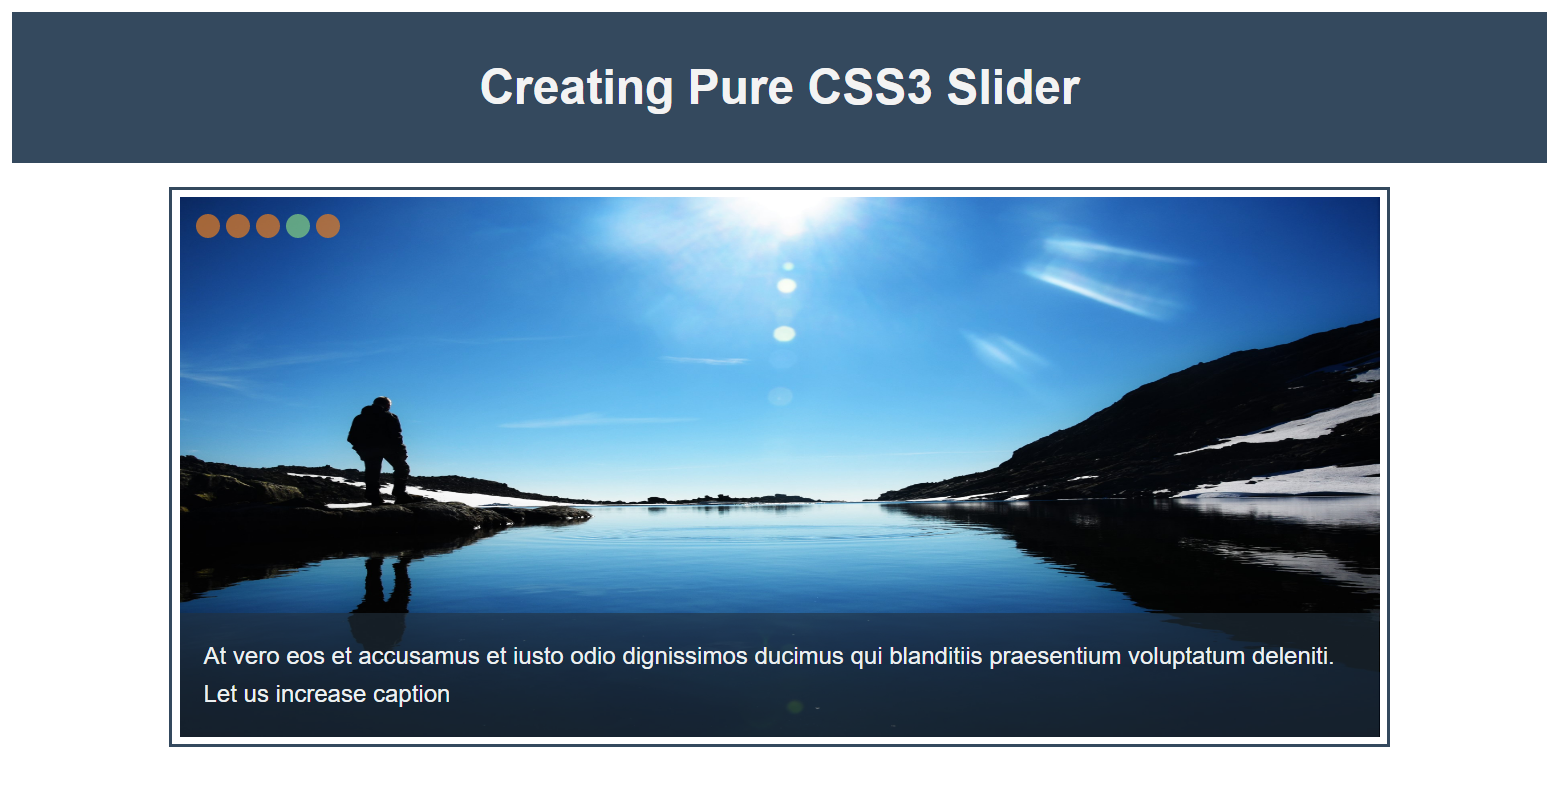 Creating Pure CSS3 Slider
At vero eos et accusamus et iusto odio dignissimos ducimus qui blanditiis praesentium voluptatum deleniti.
Let us increase caption